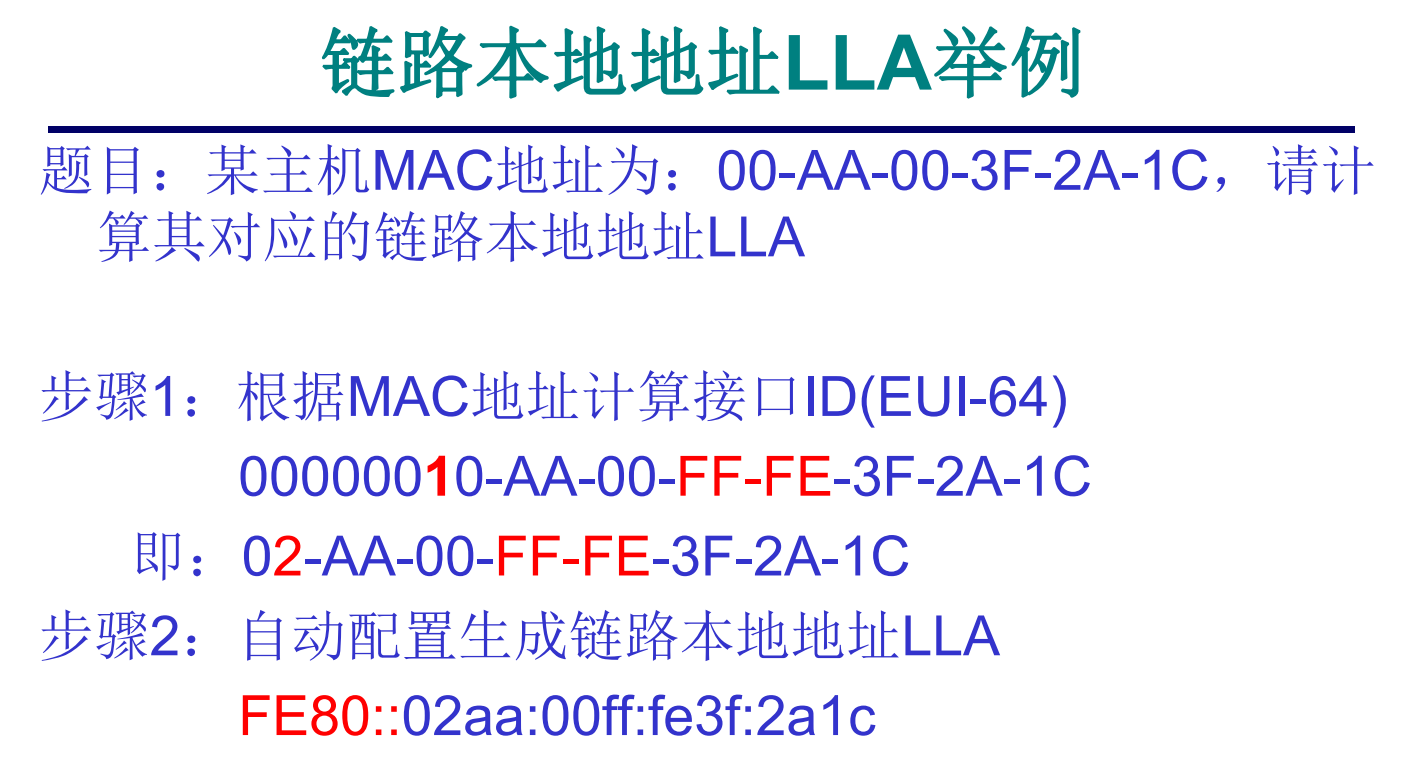 链路本地地址LLA举例
题目：某主机MAC地址为：00-AA-00-3F-2A-1C，请计
算其对应的链路本地地址LLA
步骤1：根据MAC地址计算接口ID(EUI-64)
00000010-AA-00-FF-FE-3F-2A-1C
即：02-AA-00-FF-FE-3F-2A-1C
步骤2：自动配置生成链路本地地址LLA
FE80::02aa:00ff:fe3f:2a1c